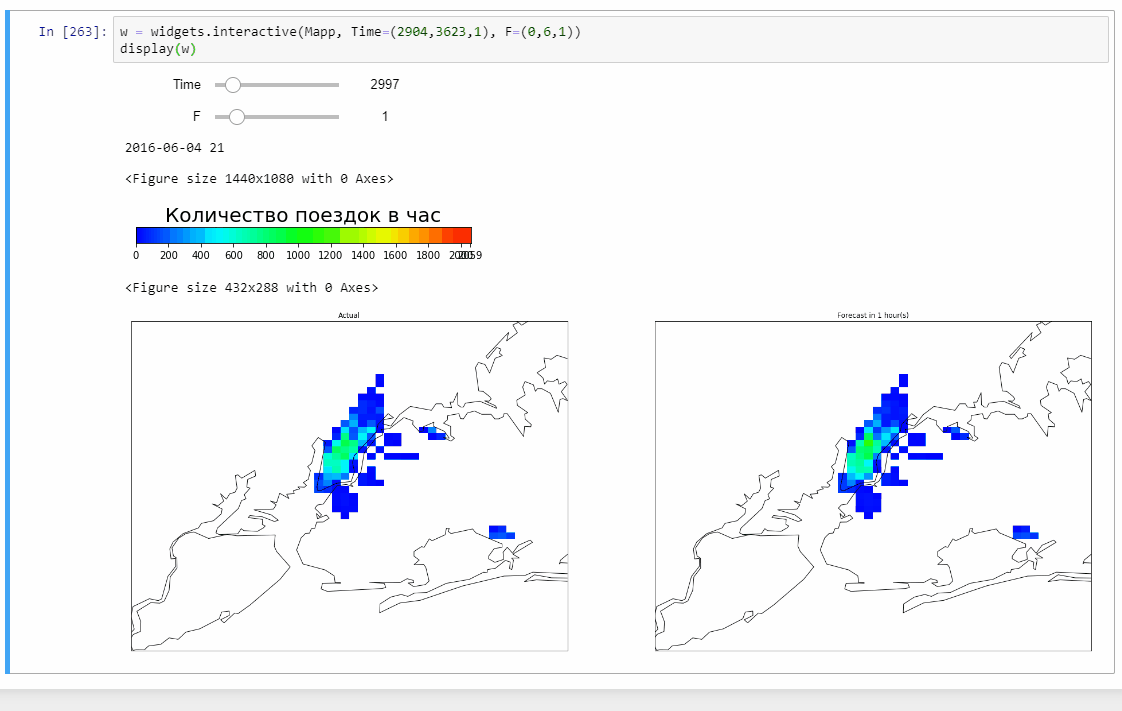 In [263]: w = widgets.interactive(Mapp, Time=(2904,3623,1), F=(0,6,1))
display(w)
Time 2997
F 1
2016-06-04 21
<Figure size 1440x1080 with 0 Axes>
Количество поездок в час
0 200 400 600 800 1000 1200 1400 1600 1800 2000 2059
<Figure size 432x288 with 0 Axes>
Actual Forecast in 1 hour(s)